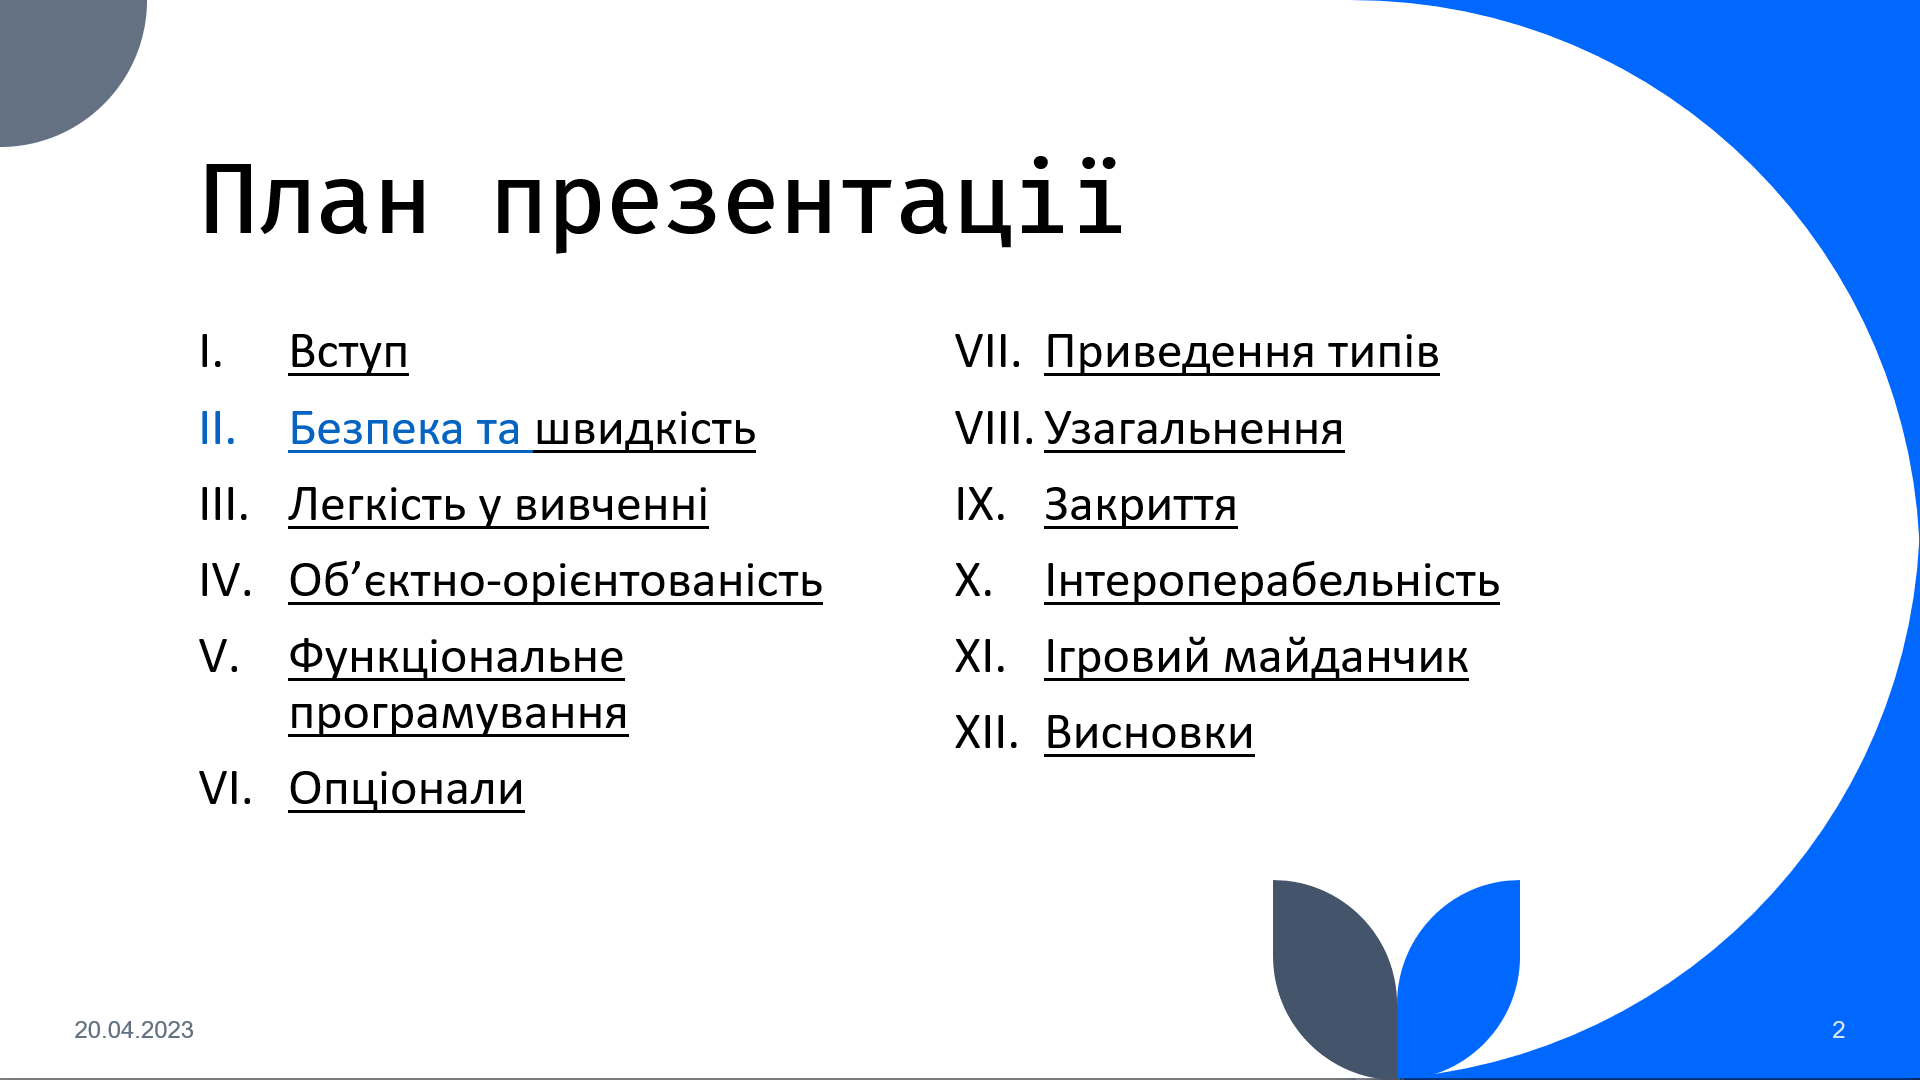 План презентації
I. Вступ
II. Безпека та швидкість
III. Легкість у вивченні
IV. Об’єктно-орієнтованість
V. Функціональне
програмування
VI. Опціонали
VII. Приведення типів
VIII. Узагальнення
IX. Закриття
X. Інтероперабельність
XI. Ігровий майданчик
XII. Висновки
20.04.2023
2